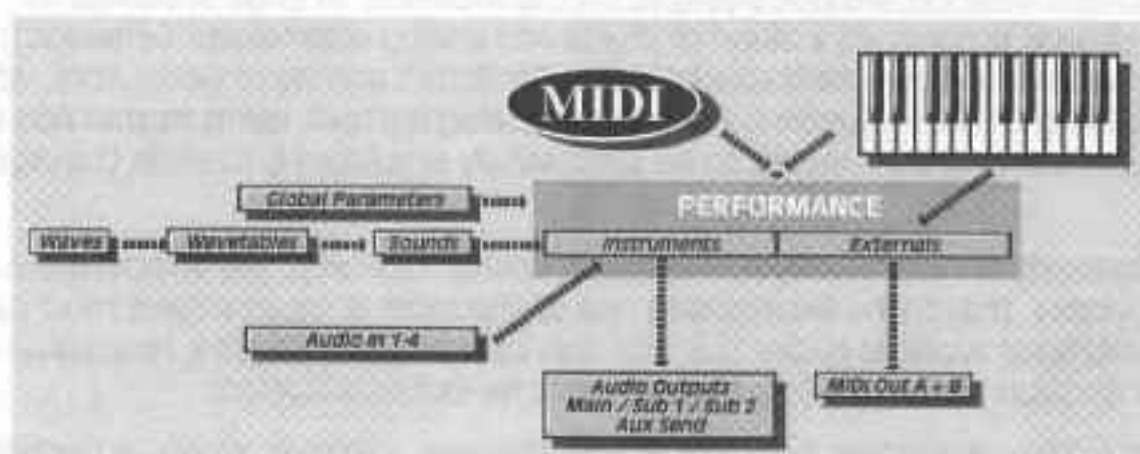 MIDI
PERFORMANCE
Global Parameters
Waves
Wavetables
Sounds
Instruments
Externals
Audio In 1-4
Audio Outputs
Main / Sub 1 / Sub 2
Aux Send
MIDI Out A + B